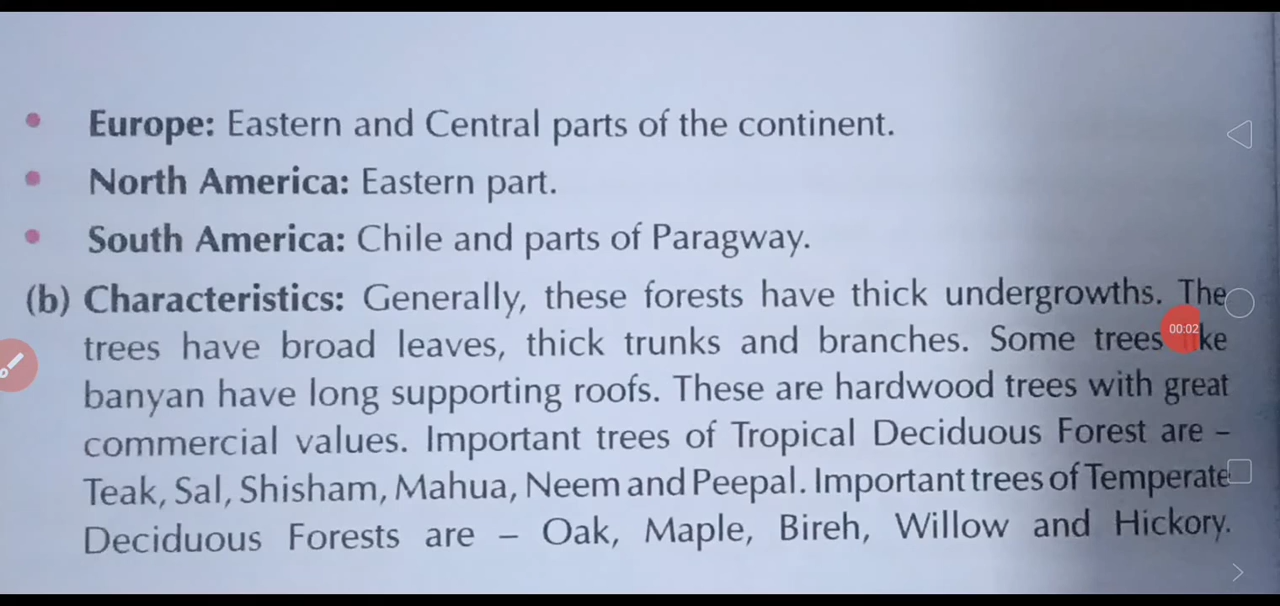 • Europe: Eastern and Central parts of the continent.
• North America: Eastern part.
• South America: Chile and parts of Paragway.
(b) Characteristics: Generally, these forests have thick undergrowths. The
trees have broad leaves, thick trunks and branches. Some trees like
00:02
banyan have long supporting roofs. These are hardwood trees with great
commercial values. Important trees of Tropical Deciduous Forest are –
Teak, Sal, Shisham, Mahua, Neem and Peepal. Important trees of Temperate
Deciduous Forests are – Oak, Maple, Bireh, Willow and Hickory.